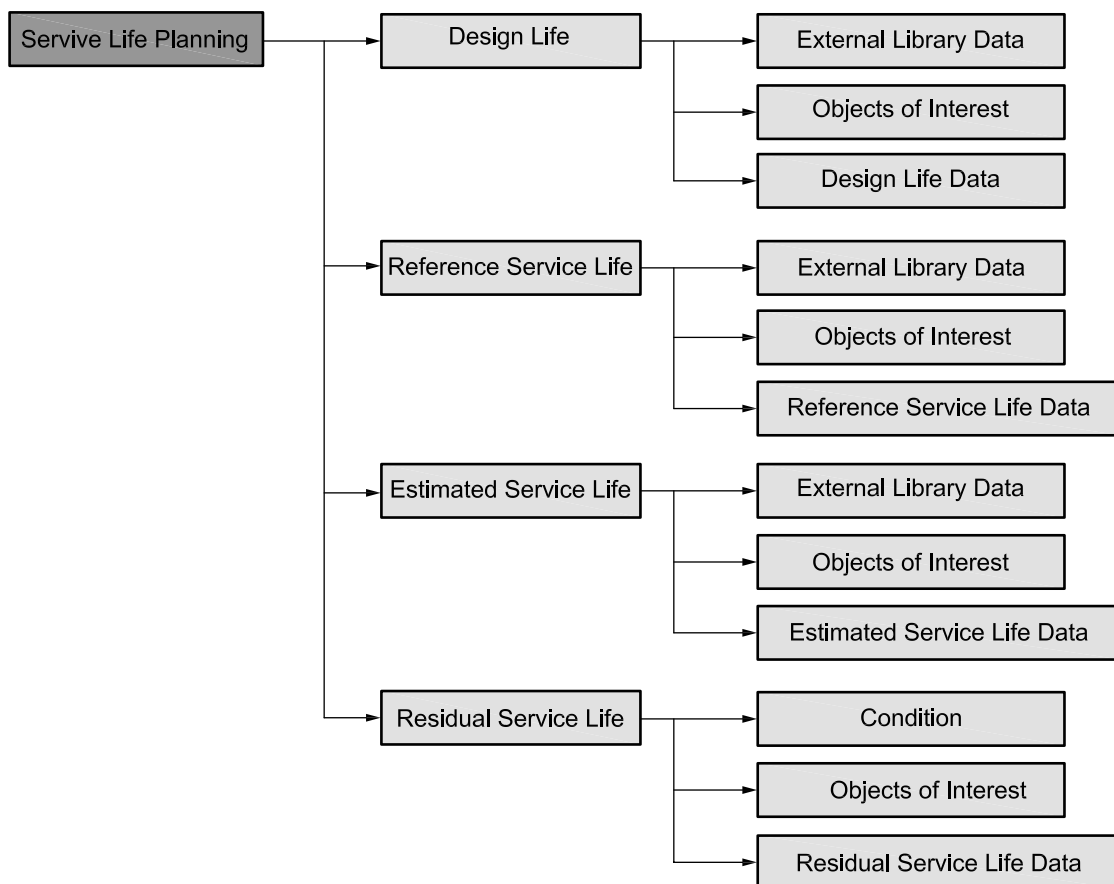 Servive Life Planning
Design Life
External Library Data
Objects of Interest
Design Life Data
Reference Service Life
External Library Data
Objects of Interest
Reference Service Life Data
Estimated Service Life
External Library Data
Objects of Interest
Estimated Service Life Data
Residual Service Life
Condition
Objects of Interest
Residual Service Life Data